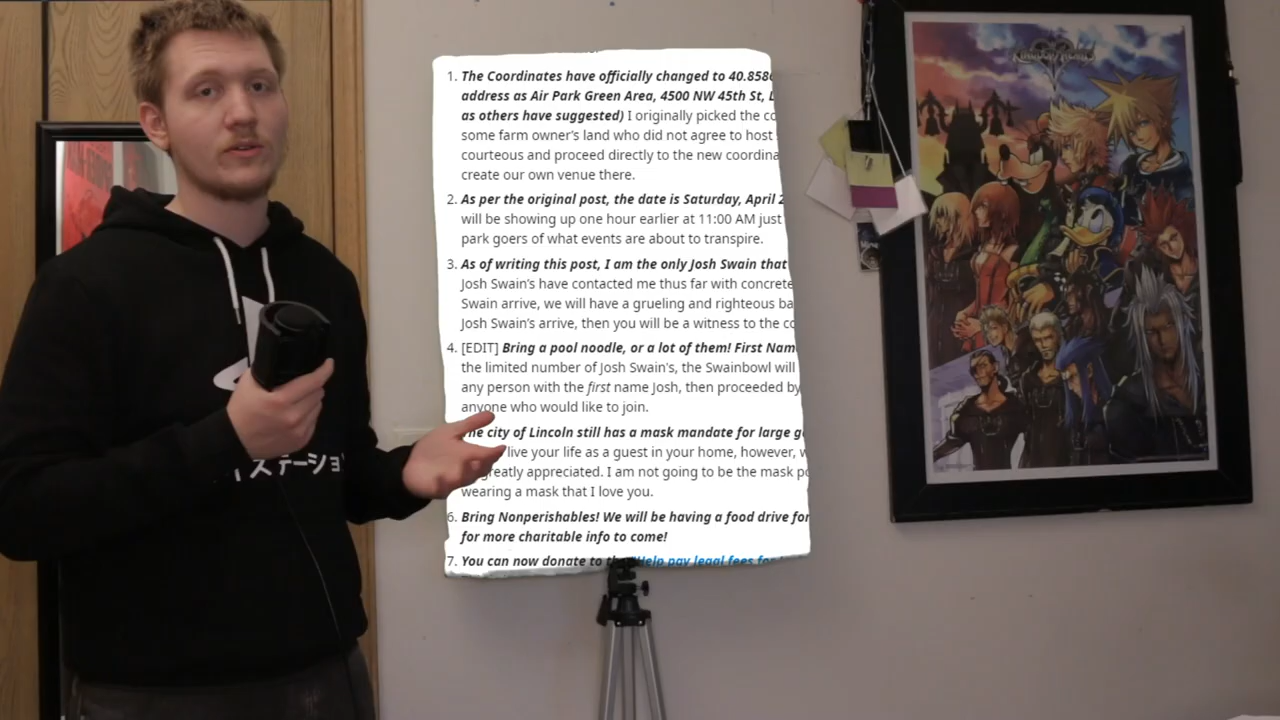 1. The Coordinates have officially changed to 40.858
address as Air Park Green Area, 4500 NW 45th St,
as others have suggested) I originally picked the
some farm owner's land who did not agree to host
courteous and proceed directly to the new
create our own venue there.
2. As per the original post, the date is Saturday, April
will be showing up one hour earlier at 11:00 AM just
park goers of what events are about to transpire.
3. As of writing this post, I am the only Josh Swain that
Josh Swain's have contacted me thus far with concrete
Swain arrive, we will have a grueling and righteous
Josh Swain's arrive, then you will be a witness to the
4. [EDIT] Bring a pool noodle, or a lot of them! First
the limited number of Josh Swain's, the Swainbowl will
any person with the first name Josh, then proceeded by
anyone who would like to join.
city of Lincoln still has a mask mandate for large
live your life as a guest in your home, however,
greatly appreciated. I am not going to be the mask
wearing a mask that I love you.
6. Bring Nonperishables! We will be having a food drive for
for more charitable info to come!
7. You can now donate to "Help pay legal fees for
ステーショ
KINGDOM HEARTS